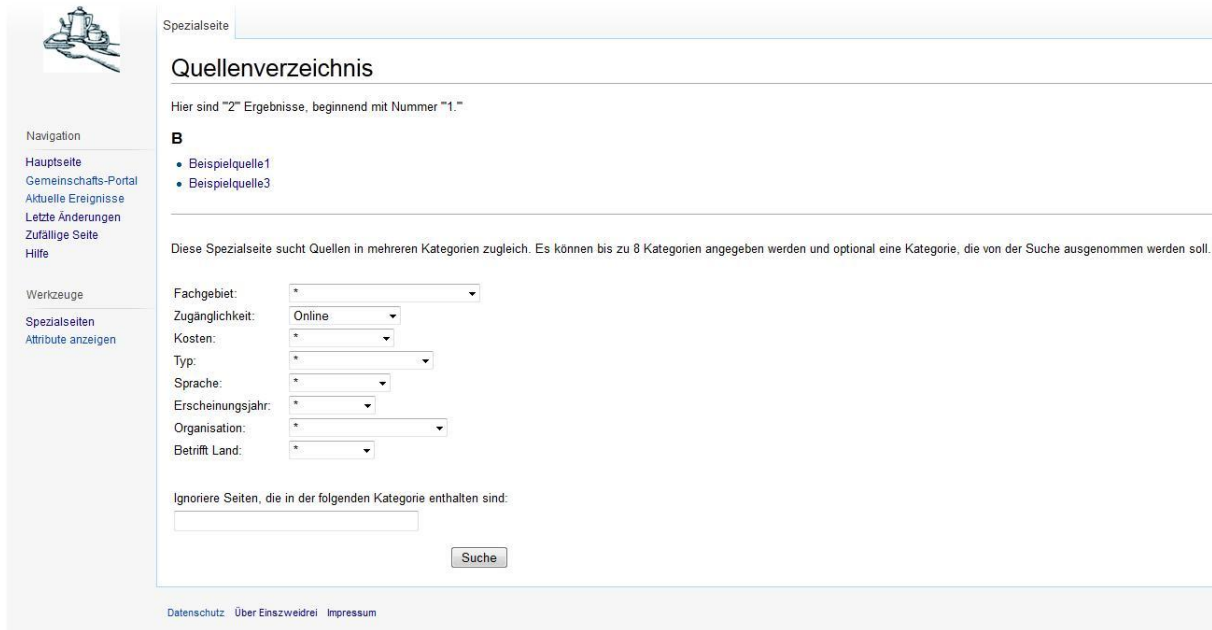 Spezialseite
Quellenverzeichnis
Hier sind "'2'" Ergebnisse, beginnend mit Nummer "'1.'"
B
Beispielquelle1
Beispielquelle3
Navigation
Hauptseite
Gemeinschafts-Portal
Aktuelle Ereignisse
Letzte Änderungen
Zufällige Seite
Hilfe
Werkzeuge
Spezialseiten
Attribute anzeigen
Diese Spezialseite sucht Quellen in mehreren Kategorien zugleich. Es können bis zu 8 Kategorien angegeben werden und optional eine Kategorie, die von der Suche ausgenommen werden soll.
Fachgebiet: *
Zugänglichkeit: Online
Kosten: *
Typ: *
Sprache: *
Erscheinungsjahr: *
Organisation: *
Betrifft Land: *
Ignoriere Seiten, die in der folgenden Kategorie enthalten sind:
Suche
Datenschutz Über Einszweidrei Impressum